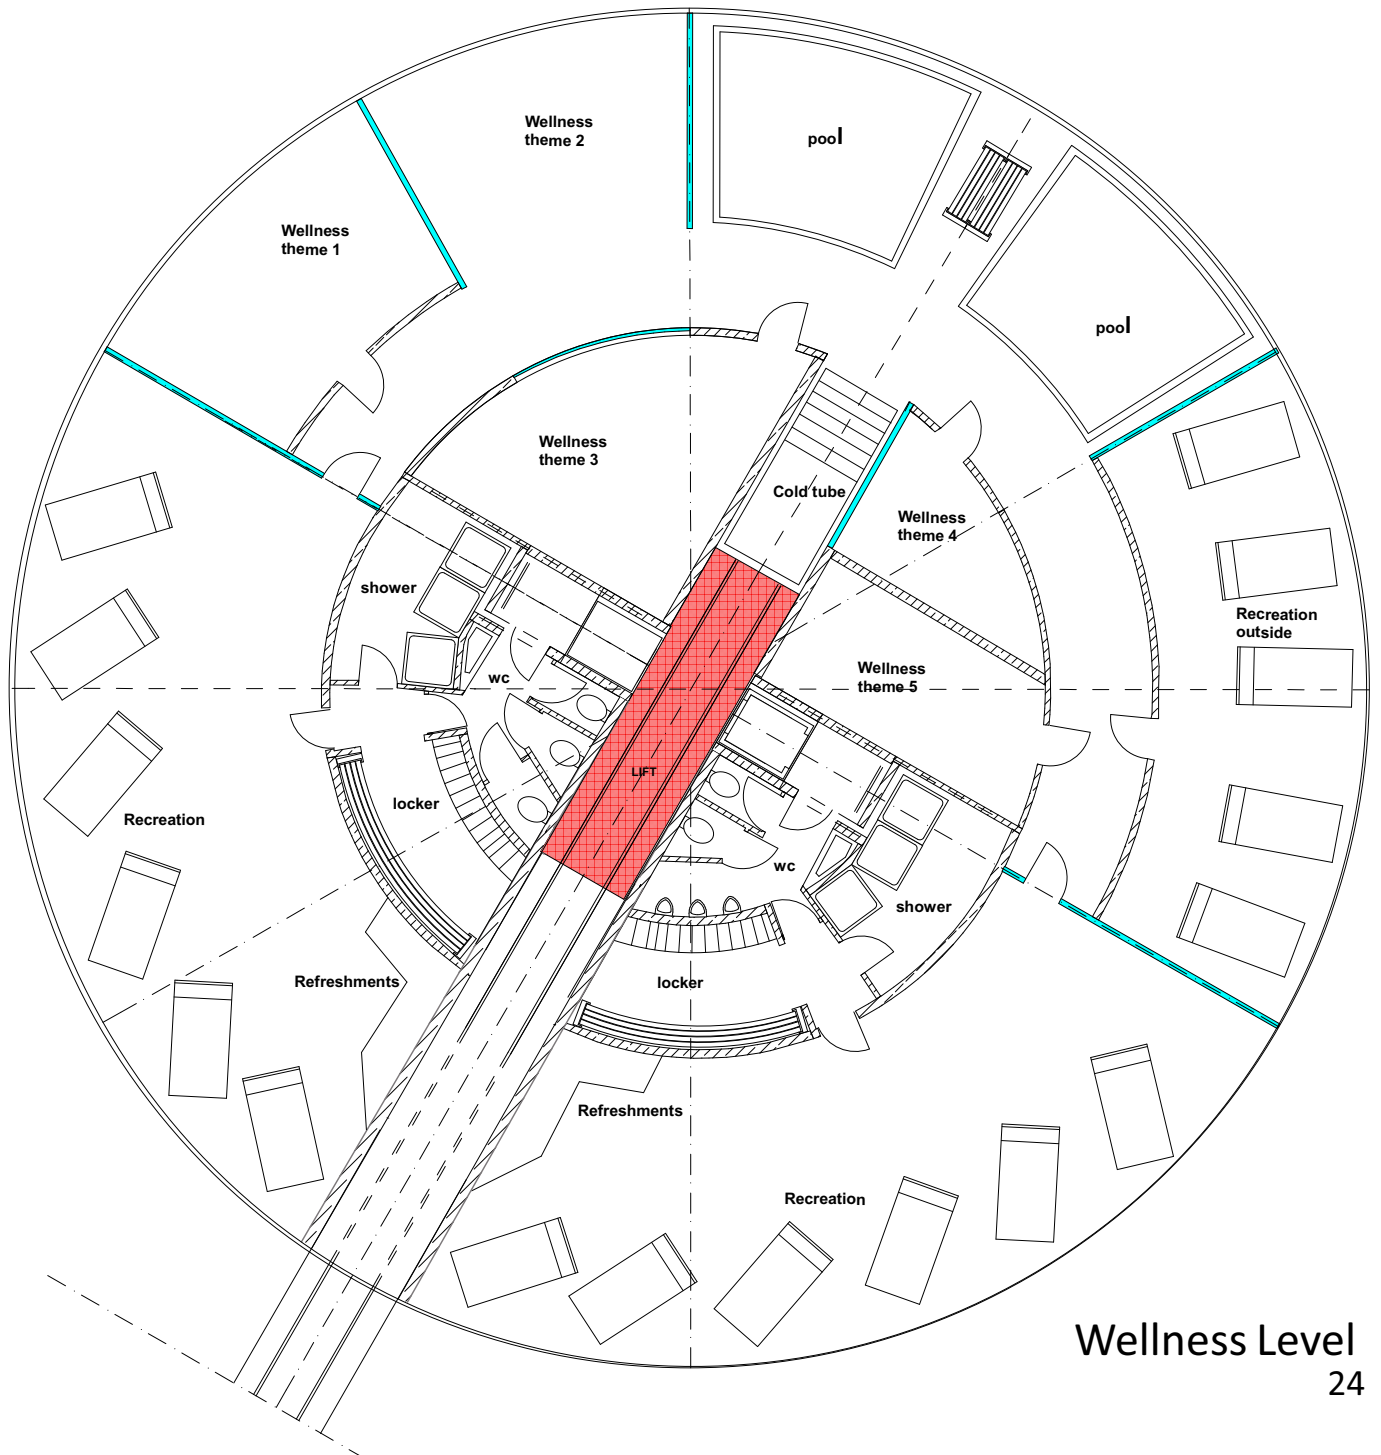 Wellness
theme 2
pool
Wellness
theme 1
pool
Wellness
theme 3
Cold tube
Wellness
theme 4
shower
Recreation
outside
wc
Wellness
theme 5
LIFT
locker
Recreation
wc
shower
Refreshments
locker
Refreshments
Recreation
Wellness Level
24